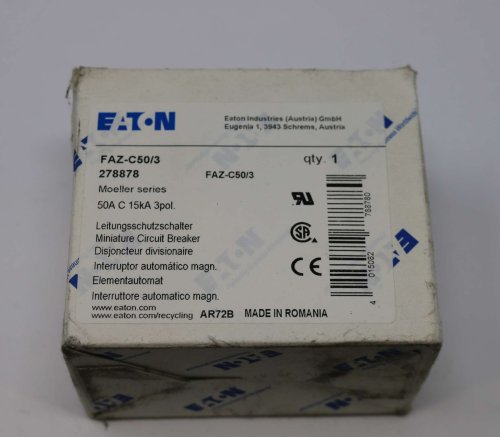 EATON
Eaton Industries (Austria) GmbH
Eugenia 1, 3943 Schrems, Austria
FAZ-C50/3
278878
FAZ-C50/3
qty. 1
Moeller series
50A C 15kA 3pol.
Leitungsschutzschalter
Miniature Circuit Breaker
Disjoncteur divisionaire
Interruptor automático magn.
Elementautomat
Interruttore automatico magn.
www.eaton.com
www.eaton.com/recycling
AR72B
MADE IN ROMANIA
4 015082 788780
EATON
EATON